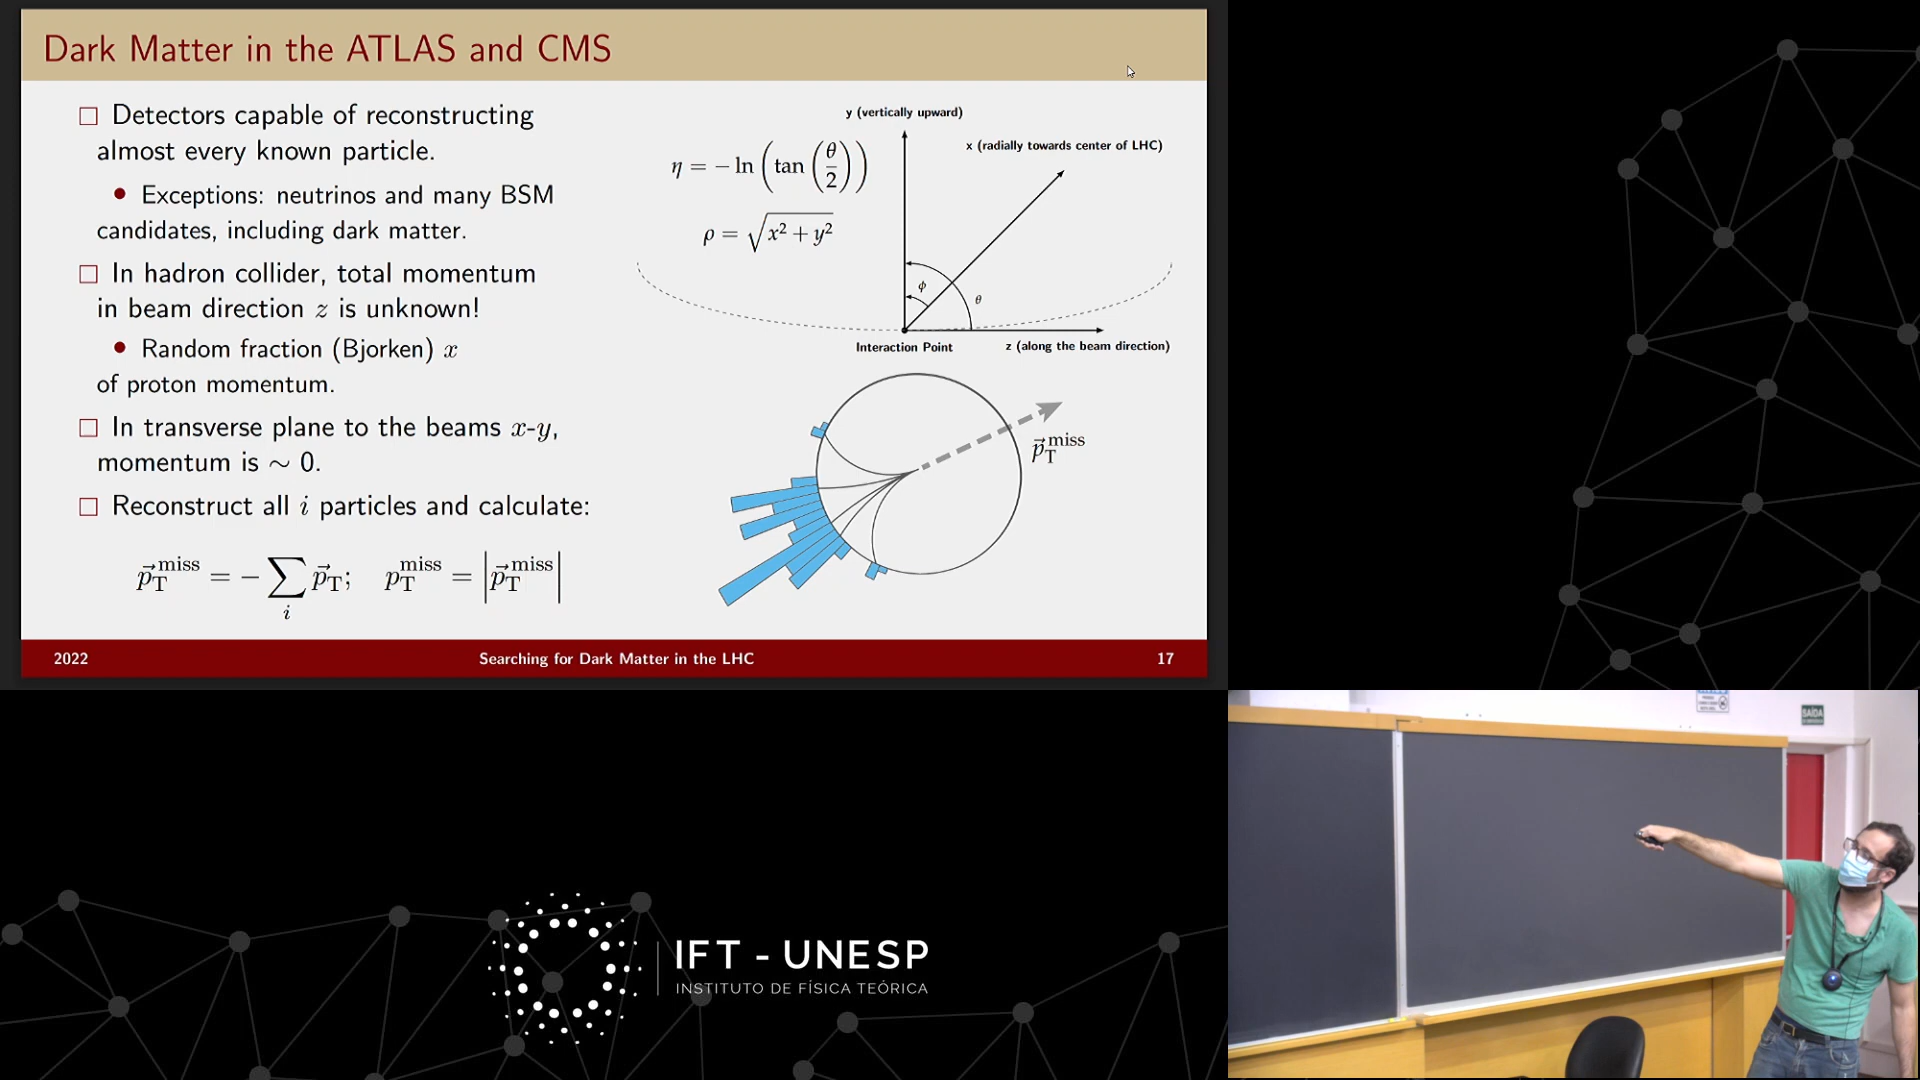 Dark Matter in the ATLAS and CMS
Detectors capable of reconstructing
almost every known particle.
Exceptions: neutrinos and many BSM
candidates, including dark matter.
In hadron collider, total momentum
in beam direction z is unknown!
Random fraction (Bjorken) x
of proton momentum.
In transverse plane to the beams x-y,
momentum is ∼ 0.
Reconstruct all i particles and calculate:
p⃗_T^miss = − ∑_i p⃗_T; p_T^miss = |p⃗_T^miss|
y (vertically upward)
x (radially towards center of LHC)
η = − ln (tan (θ/2))
ρ = √(x² + y²)
ϕ
θ
Interaction Point
z (along the beam direction)
p⃗_T^miss
2022
Searching for Dark Matter in the LHC
17
IFT - UNESP
INSTITUTO DE FÍSICA TEÓRICA
SAÍDA